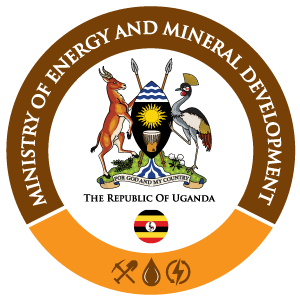 MINISTRY OF ENERGY AND MINERAL DEVELOPMENT
FOR GOD AND MY COUNTRY
THE REPUBLIC OF UGANDA